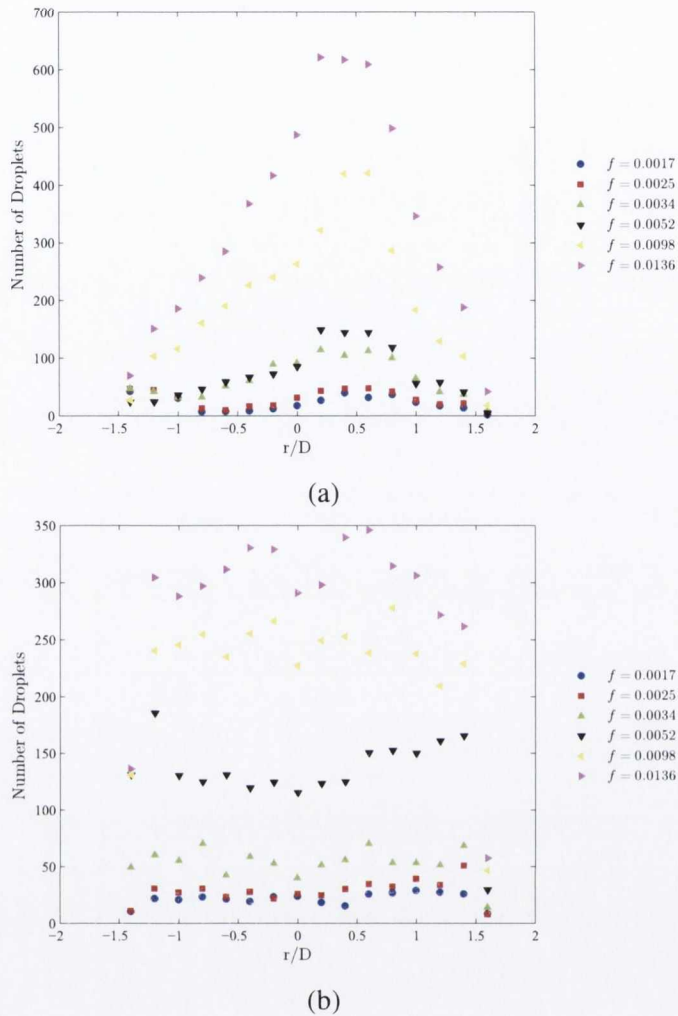 700
600
500
400
300
200
100
0
−2
−1.5
−1
−0.5
0
0.5
1
1.5
2
Number of Droplets
r/D
f = 0.0017
f = 0.0025
f = 0.0034
f = 0.0052
f = 0.0098
f = 0.0136
(a)
350
300
250
200
150
100
50
0
−2
−1.5
−1
−0.5
0
0.5
1
1.5
2
Number of Droplets
r/D
f = 0.0017
f = 0.0025
f = 0.0034
f = 0.0052
f = 0.0098
f = 0.0136
(b)